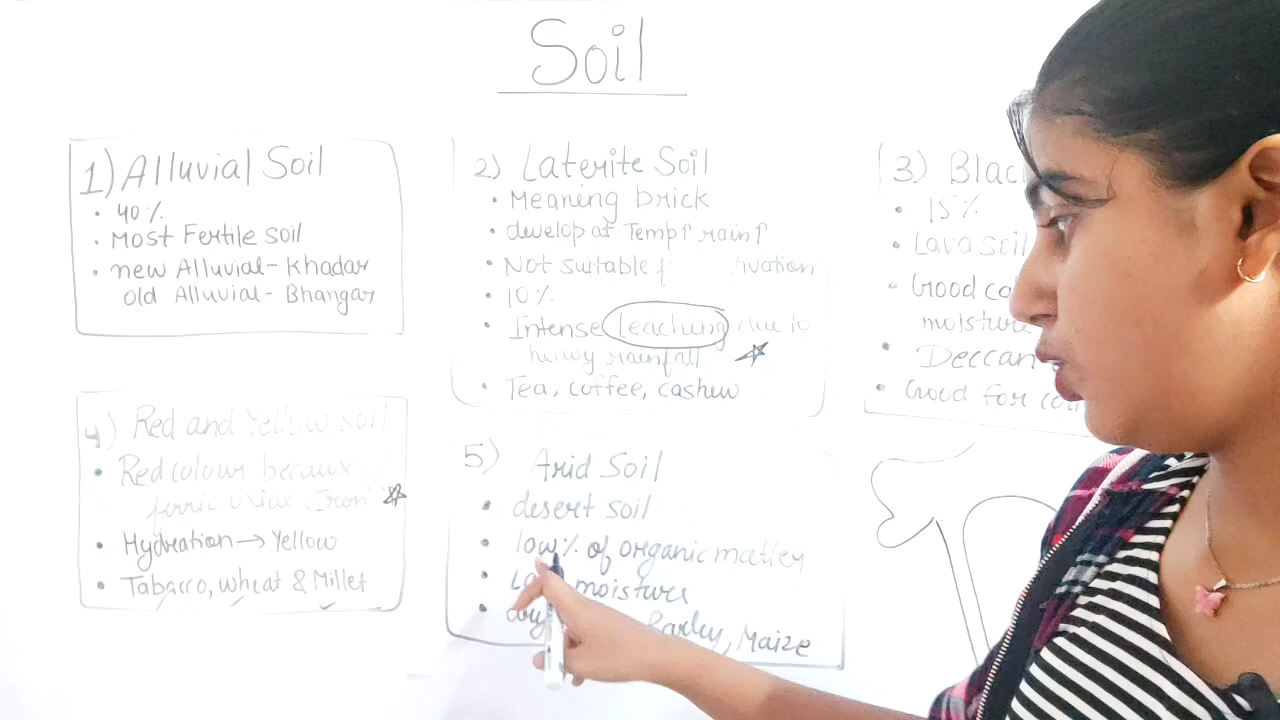 Soil
1) Alluvial Soil
• 40%
• Most Fertile soil
• new Alluvial - Khadar
old Alluvial - Bhangar
2) Laterite Soil
• Meaning brick
• develop at Temp↑ rain↑
• Not suitable
• 10%
• Intense leaching due to
heavy rainfall
• Tea, coffee, cashew
3)
• 15%
• Lava soil
• Good
moisture
• Deccan
• Good for
4) Red and Yellow soil
• Red colour because
ferric oxide (Iron)
• Hydration → Yellow
• Tabacco, wheat & Millet
5) Arid Soil
• desert soil
• low % of organic matter
• moisture
• Barley, Maize